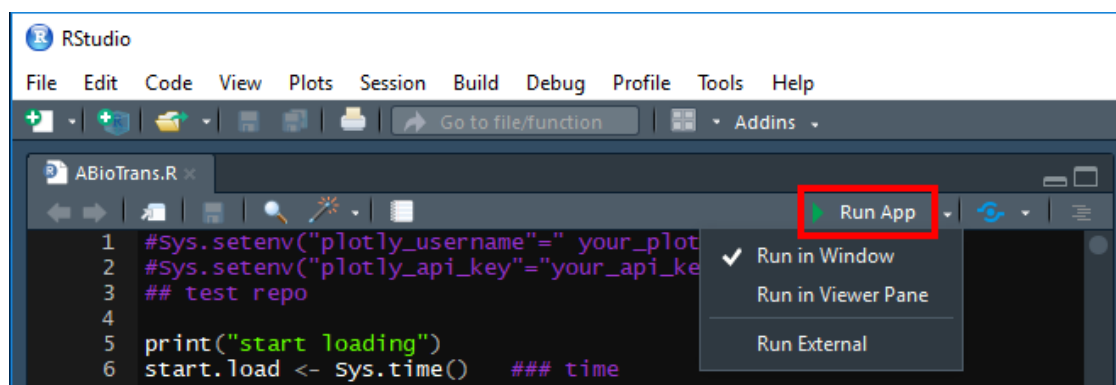 R RStudio
File Edit Code View Plots Session Build Debug Profile Tools Help
Go to file/function Addins
ABioTrans.R
Run App
1 #Sys.setenv("plotly_username"=" your_plot
2 #Sys.setenv("plotly_api_key"="your_api_ke
3 ## test repo
4
5 print("start loading")
6 start.load <- Sys.time() ### time
Run in Window
Run in Viewer Pane
Run External